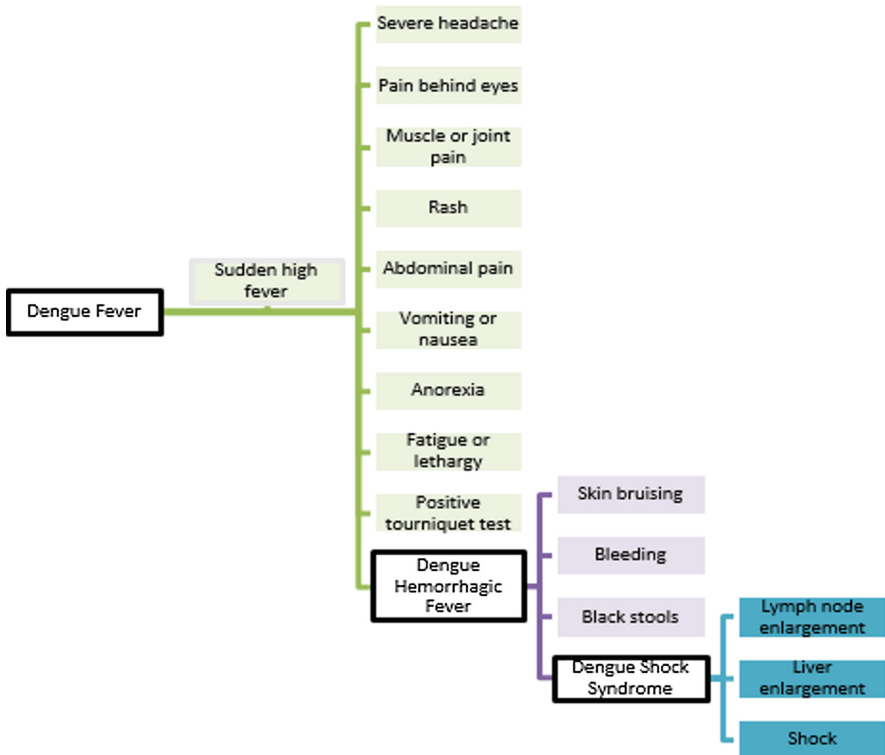 Severe headache
Pain behind eyes
Muscle or joint
pain
Rash
Sudden high
fever
Abdominal pain
Dengue Fever
Vomiting or
nausea
Anorexia
Fatigue or
lethargy
Positive
tourniquet test
Dengue
Hemorrhagic
Fever
Skin bruising
Bleeding
Black stools
Dengue Shock
Syndrome
Lymph node
enlargement
Liver
enlargement
Shock